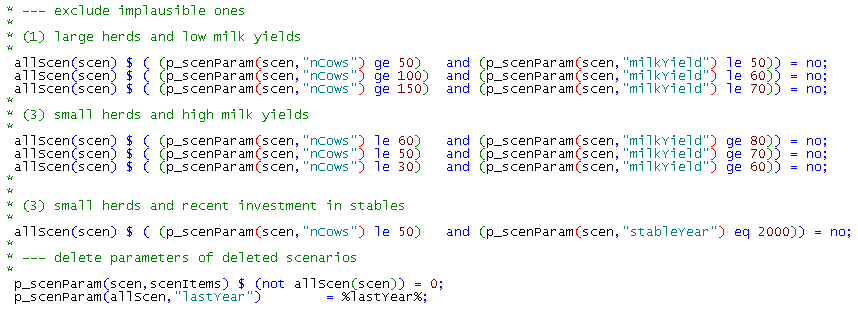 * --- exclude implausible ones
*
* (1) large herds and low milk yields
*
allScen(scen) $ ( (p_scenParam(scen,"nCows") ge 50)   and (p_scenParam(scen,"milkYield") le 50)) = no;
allScen(scen) $ ( (p_scenParam(scen,"nCows") ge 100)  and (p_scenParam(scen,"milkYield") le 60)) = no;
allScen(scen) $ ( (p_scenParam(scen,"nCows") ge 150)  and (p_scenParam(scen,"milkYield") le 70)) = no;
*
* (3) small herds and high milk yields
*
allScen(scen) $ ( (p_scenParam(scen,"nCows") le 60)   and (p_scenParam(scen,"milkYield") ge 80)) = no;
allScen(scen) $ ( (p_scenParam(scen,"nCows") le 50)   and (p_scenParam(scen,"milkYield") ge 70)) = no;
allScen(scen) $ ( (p_scenParam(scen,"nCows") le 30)   and (p_scenParam(scen,"milkYield") ge 60)) = no;
*
*
* (3) small herds and recent investment in stables
*
allScen(scen) $ ( (p_scenParam(scen,"nCows") le 50)   and (p_scenParam(scen,"stableYear") eq 2000)) = no;
*
* --- delete parameters of deleted scenarios
*
p_scenParam(scen,scenItems) $ (not allScen(scen)) = 0;
p_scenParam(allScen,"lastYear")        = %lastYear%;